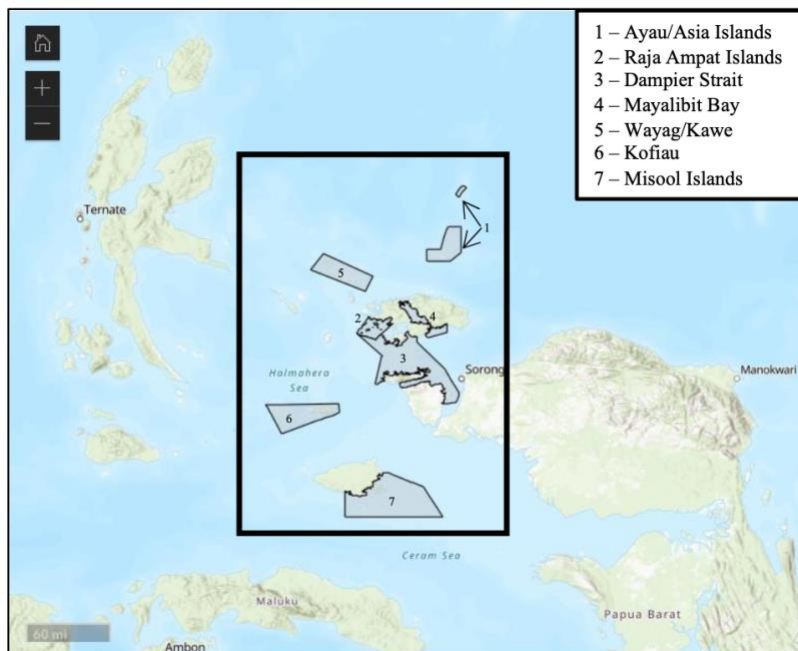 1 – Ayau/Asia Islands
2 – Raja Ampat Islands
3 – Dampier Strait
4 – Mayalibit Bay
5 – Wayag/Kawe
6 – Kofiau
7 – Misool Islands
+
−
Ternate
1
5
2
4
3
Sorong
Manokwari
Halmahera
Sea
6
7
Ceram Sea
Maluku
Papua Barat
60 mi
Ambon